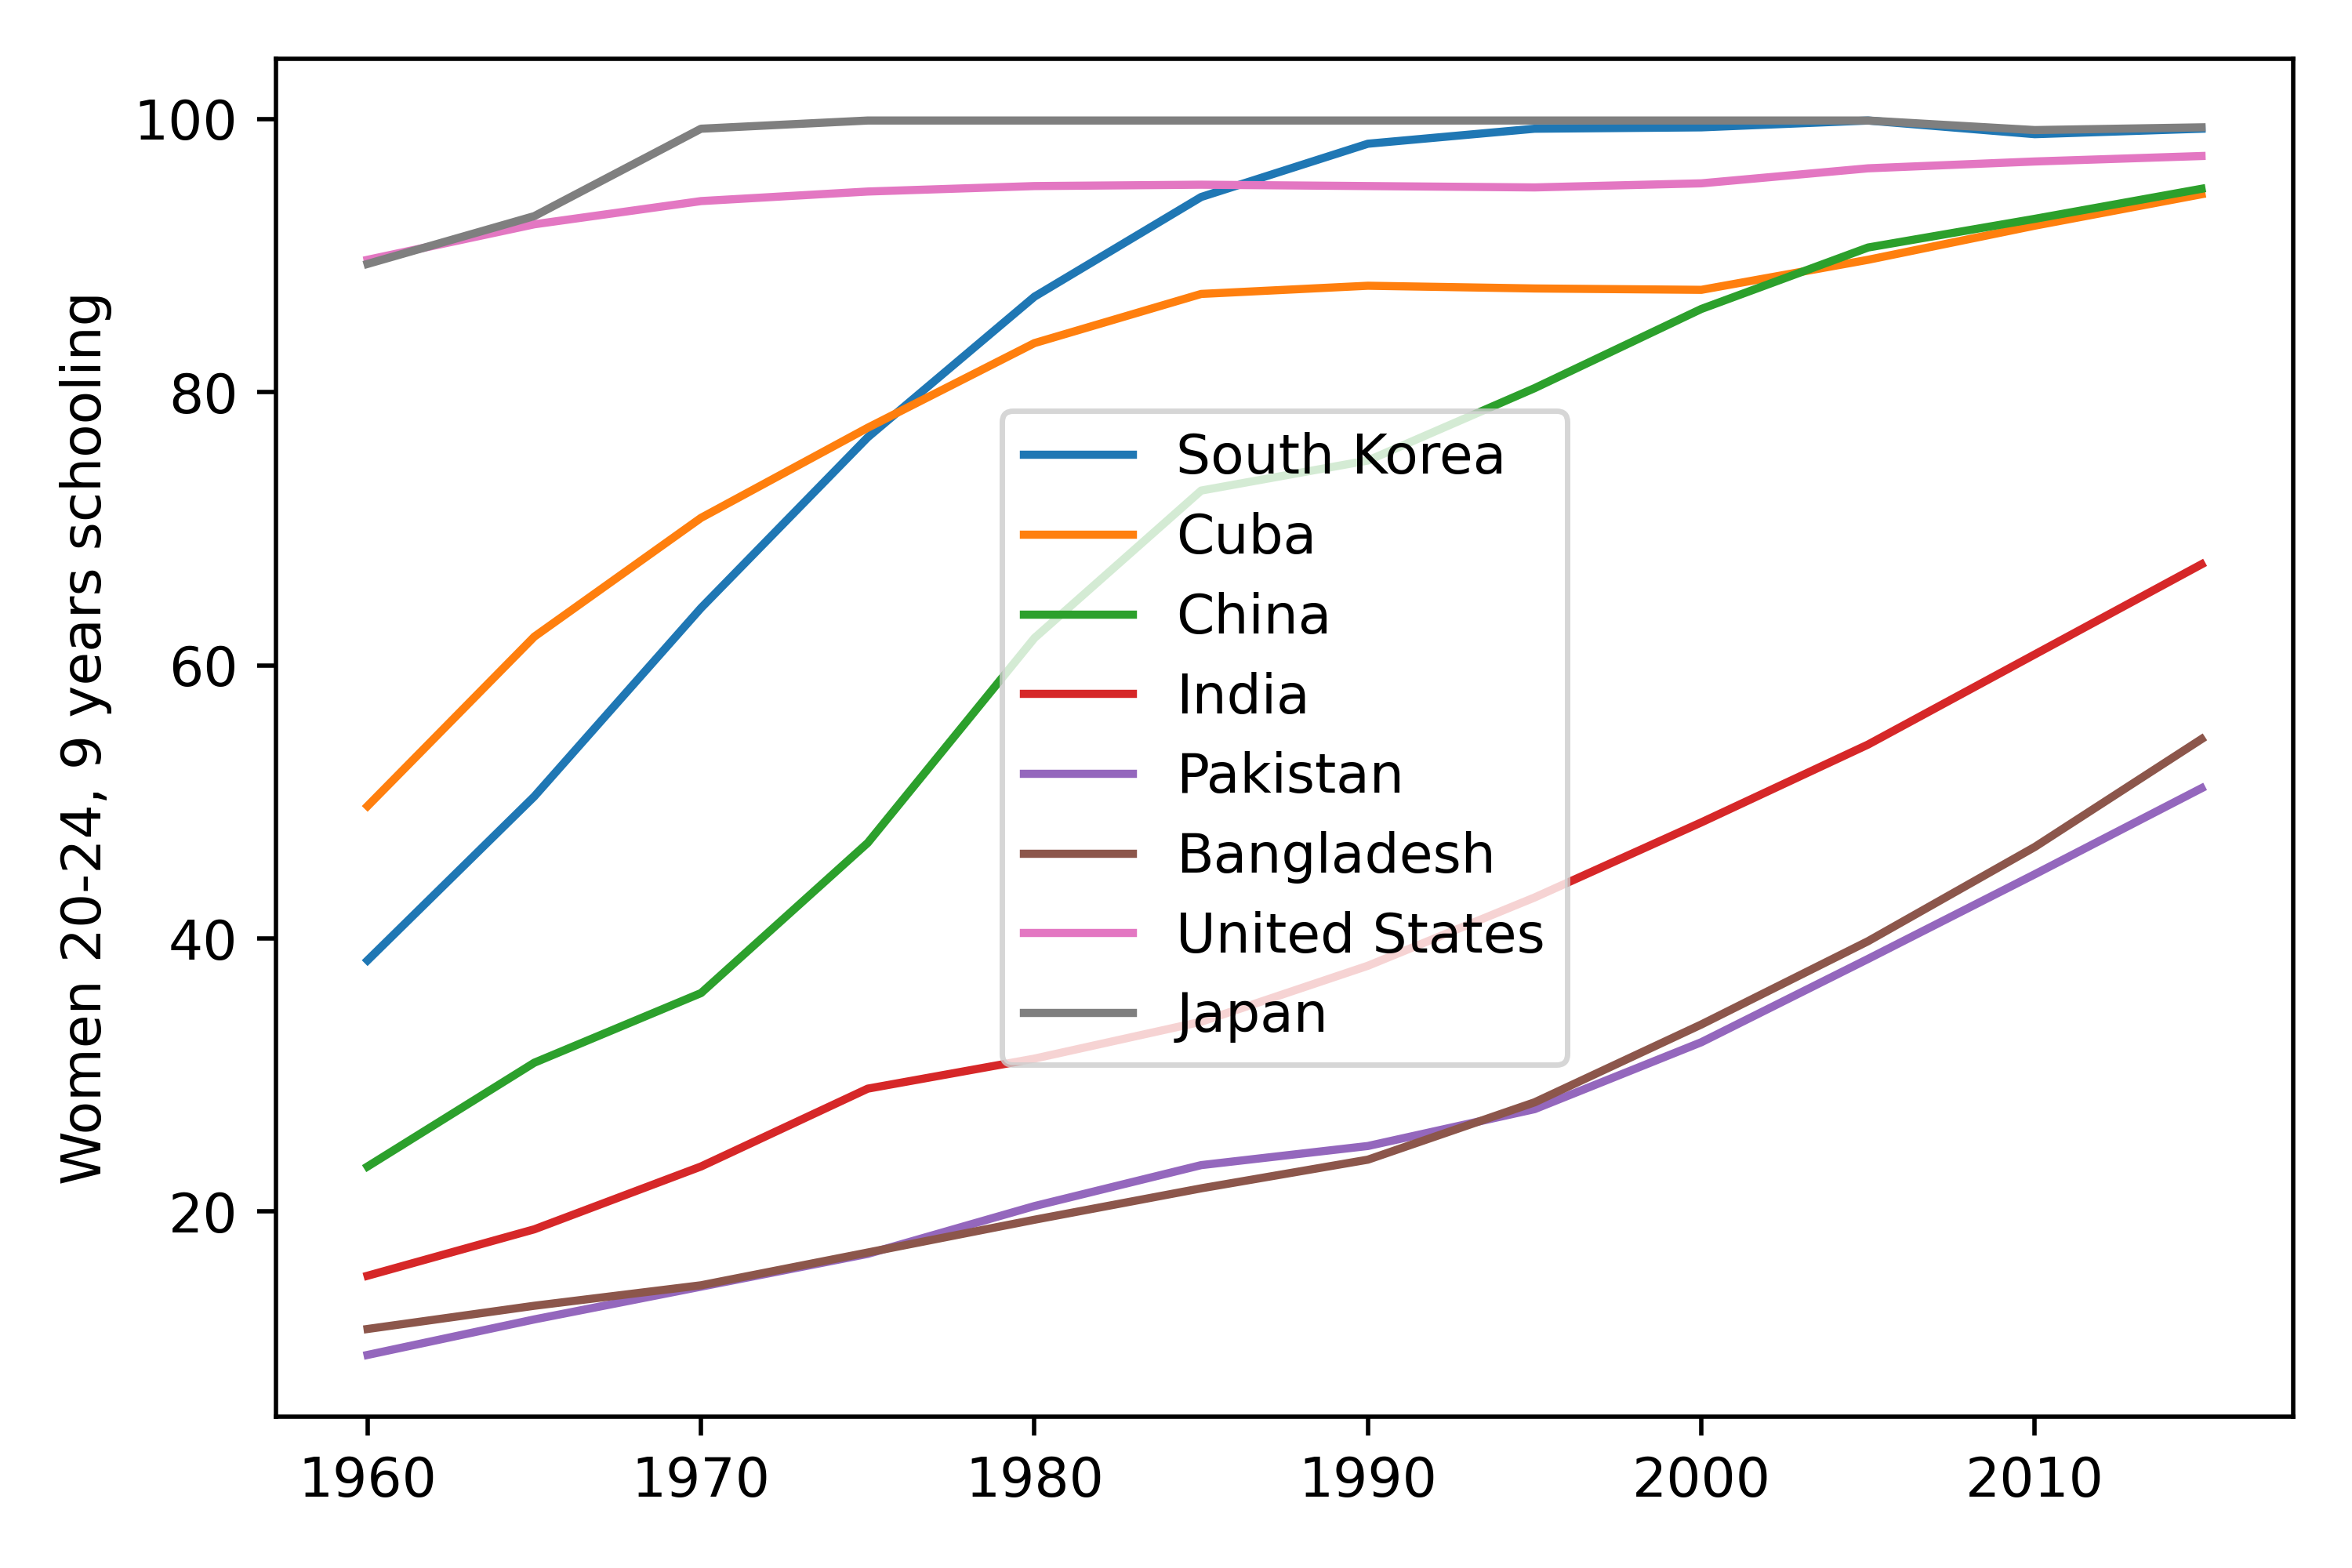 Women 20-24, 9 years schooling
100
80
60
40
20
South Korea
Cuba
China
India
Pakistan
Bangladesh
United States
Japan
1960 1970 1980 1990 2000 2010